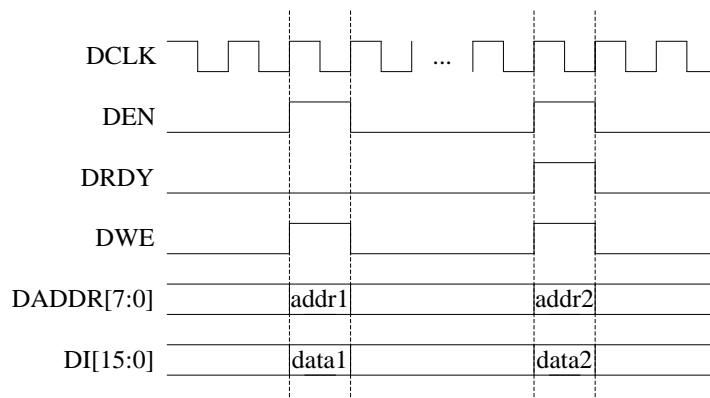 DCLK ...
DEN
DRDY
DWE
DADDR[7:0] addr1 addr2
DI[15:0] data1 data2